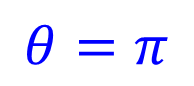 θ = π